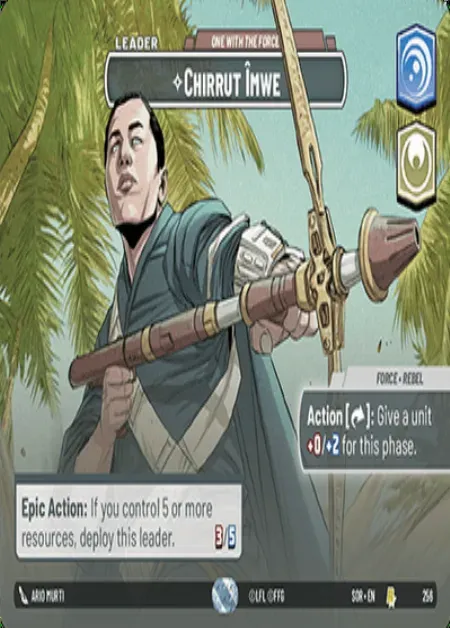 LEADER
ONE WITH THE FORCE
✧CHIRRUT ÎMWE
FORCE • REBEL
Action [↷]: Give a unit
+0/+2 for this phase.
Epic Action: If you control 5 or more
resources, deploy this leader. 3/5
ARIO MURTI
©LFL ©FFG
SOR • EN
256